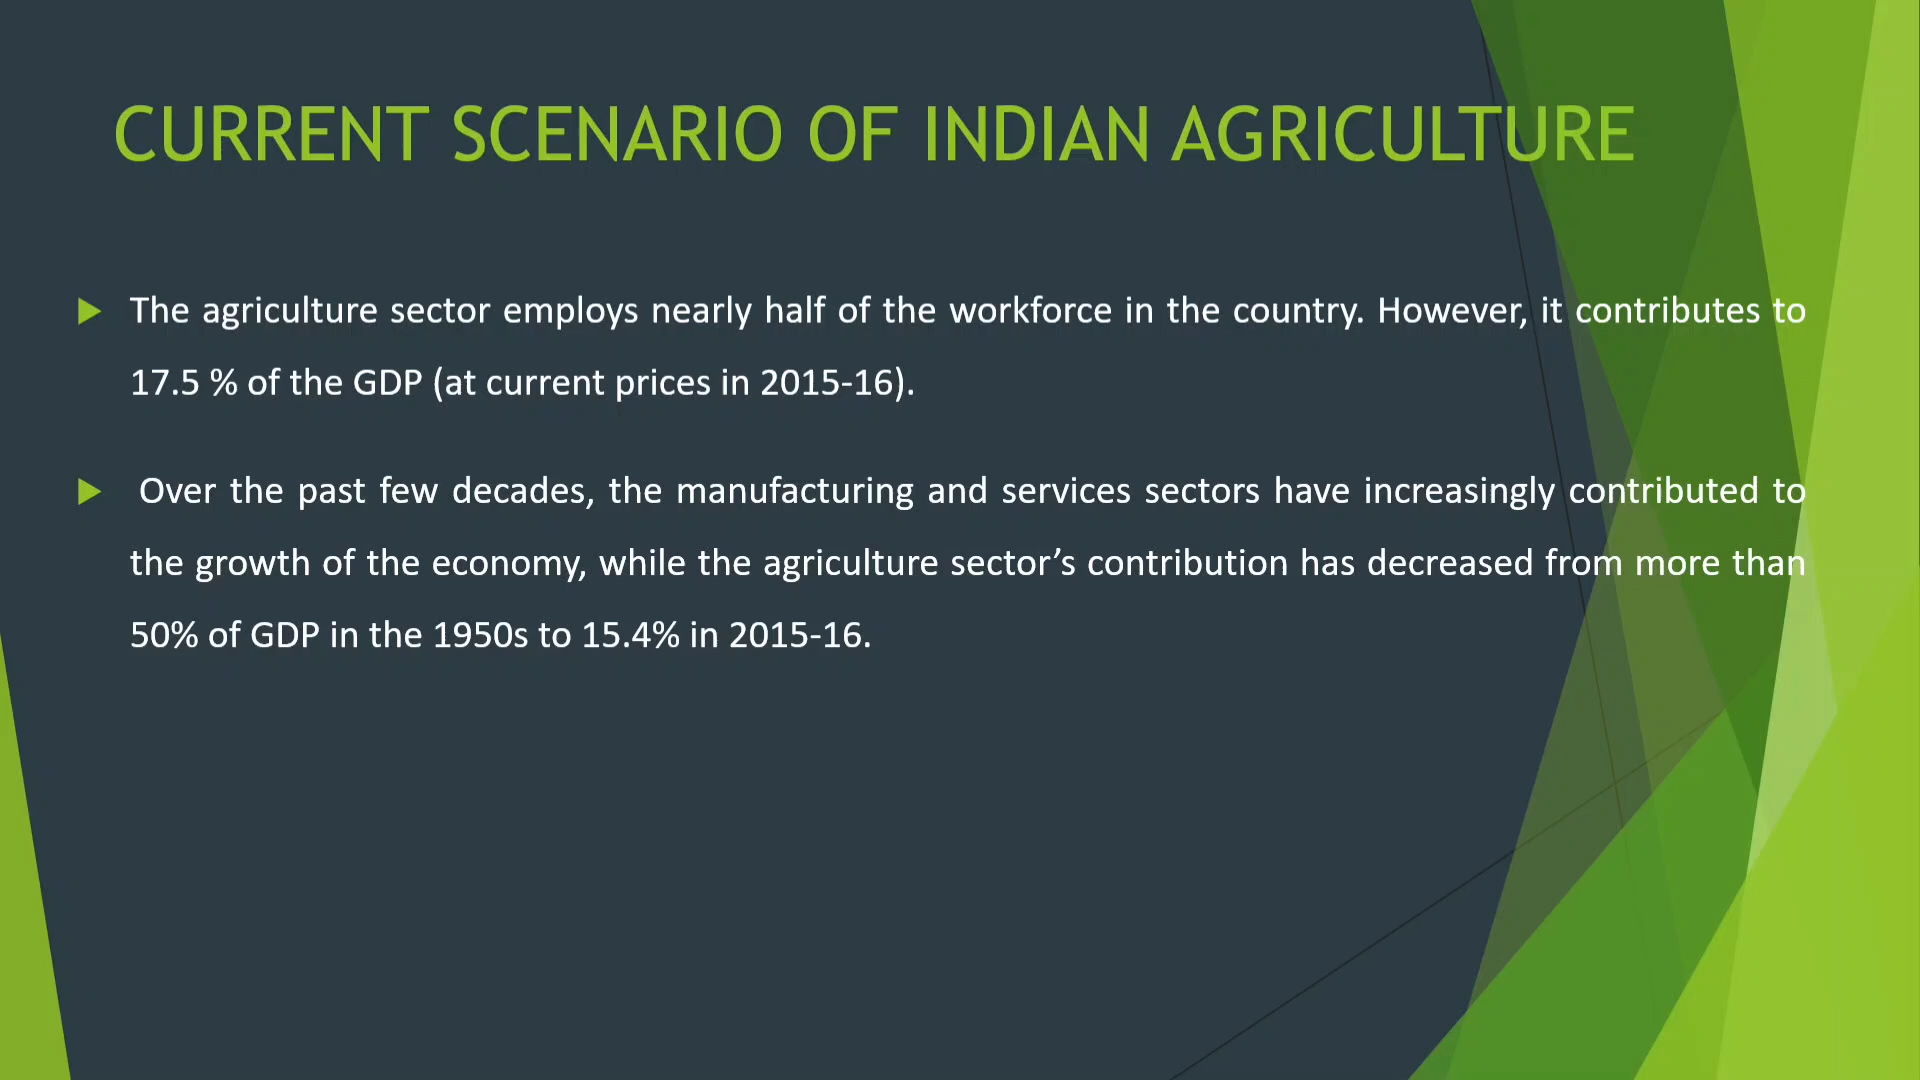 CURRENT SCENARIO OF INDIAN AGRICULTURE
The agriculture sector employs nearly half of the workforce in the country. However, it contributes to
17.5 % of the GDP (at current prices in 2015-16).
Over the past few decades, the manufacturing and services sectors have increasingly contributed to
the growth of the economy, while the agriculture sector’s contribution has decreased from more than
50% of GDP in the 1950s to 15.4% in 2015-16.